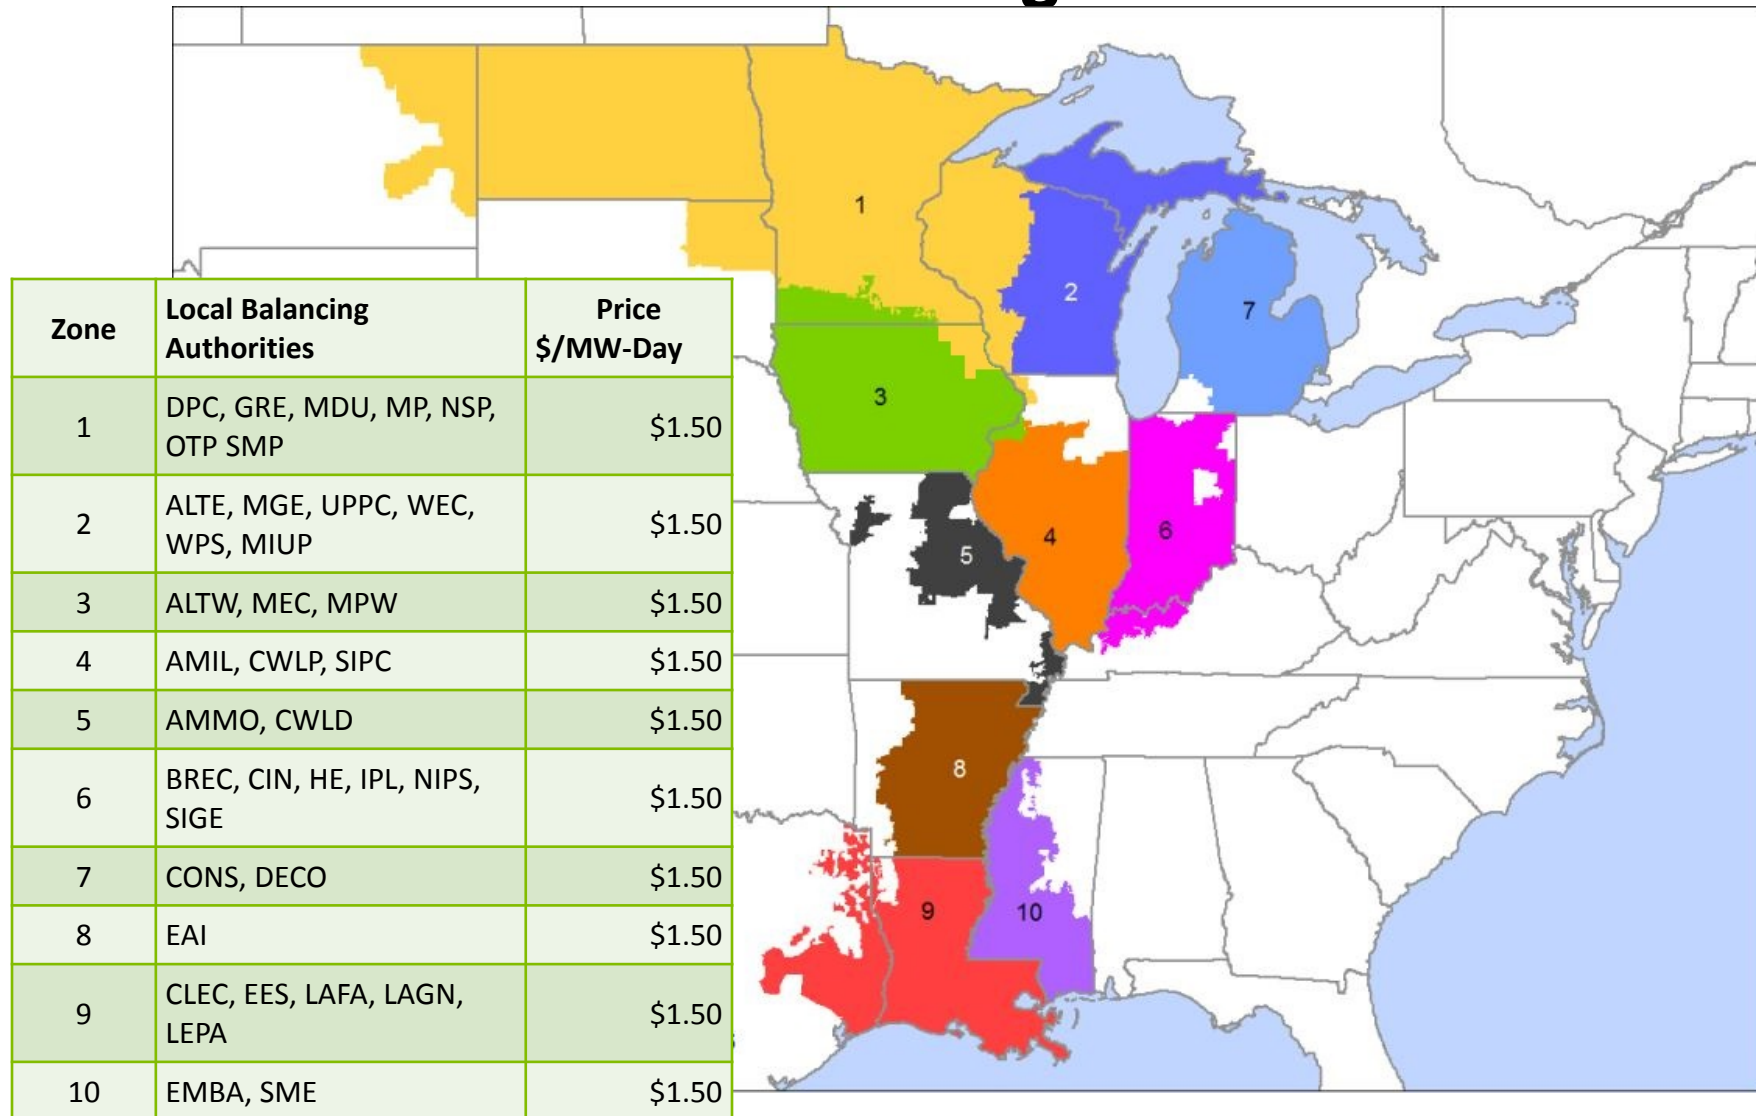 Zone
Local Balancing
Authorities
Price
$/MW-Day
1
DPC, GRE, MDU, MP, NSP,
OTP SMP
$1.50
2
ALTE, MGE, UPPC, WEC,
WPS, MIUP
$1.50
3
ALTW, MEC, MPW
$1.50
4
AMIL, CWLP, SIPC
$1.50
5
AMMO, CWLD
$1.50
6
BREC, CIN, HE, IPL, NIPS,
SIGE
$1.50
7
CONS, DECO
$1.50
8
EAI
$1.50
9
CLEC, EES, LAFA, LAGN,
LEPA
$1.50
10
EMBA, SME
$1.50
1
2
7
3
4
6
5
8
9
10